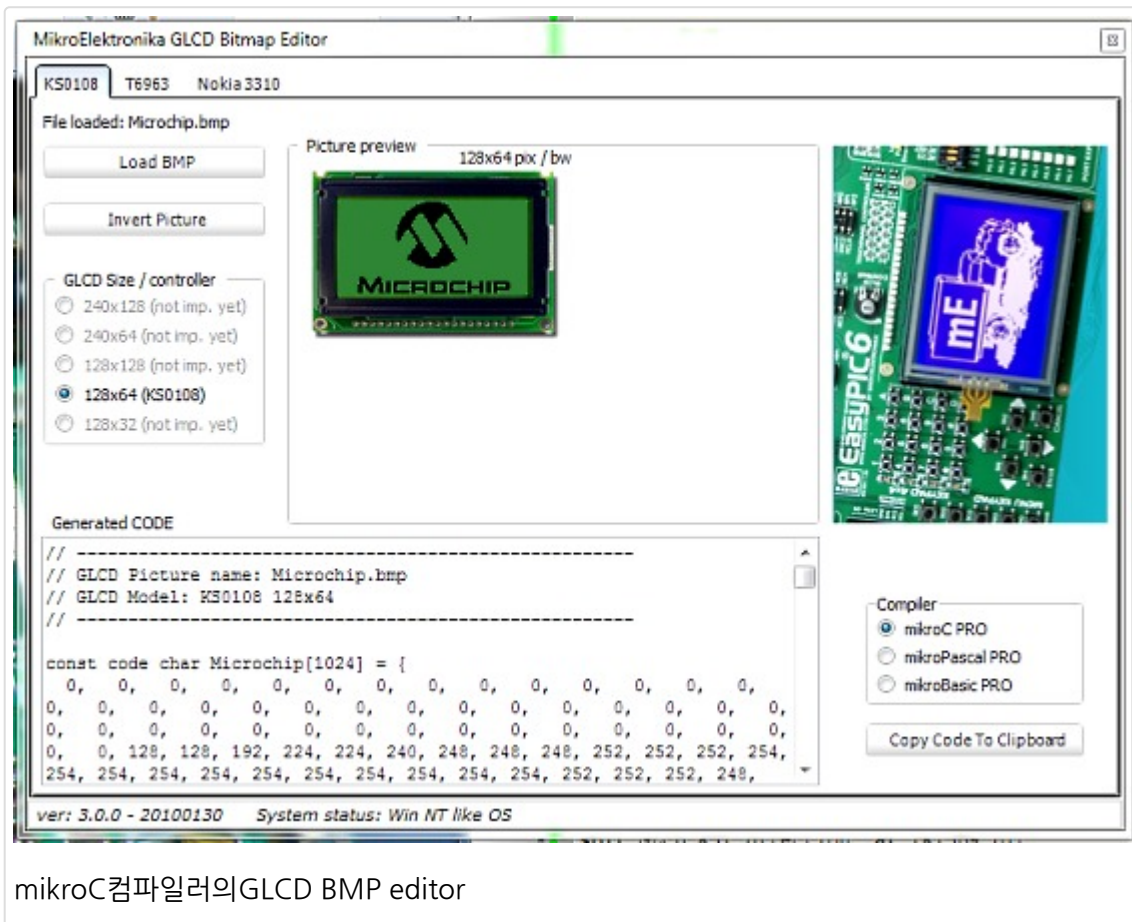 MikroElektronika GLCD Bitmap Editor
KS0108 T6963 Nokia 3310
File loaded: Microchip.bmp
Load BMP
Invert Picture
GLCD Size / controller
240x128 (not imp. yet)
240x64 (not imp. yet)
128x128 (not imp. yet)
128x64 (KS0108)
128x32 (not imp. yet)
Picture preview
128x64 pix / bw
MICROCHIP
mE
EasyPIC6
Generated CODE
// ------------------------------------------------------
// GLCD Picture name: Microchip.bmp
// GLCD Model: KS0108 128x64
// ------------------------------------------------------
const code char Microchip[1024] = {
0, 0, 0, 0, 0, 0, 0, 0, 0, 0, 0, 0, 0, 0,
0, 0, 0, 0, 0, 0, 0, 0, 0, 0, 0, 0, 0, 0, 0,
0, 0, 0, 0, 0, 0, 0, 0, 0, 0, 0, 0, 0, 0, 0,
0, 0, 128, 128, 192, 224, 224, 240, 248, 248, 248, 252, 252, 252, 254,
254, 254, 254, 254, 254, 254, 254, 254, 254, 254, 252, 252, 252, 248,
Compiler
mikroC PRO
mikroPascal PRO
mikroBasic PRO
Copy Code To Clipboard
ver: 3.0.0 - 20100130 System status: Win NT like OS
mikroC컴파일러의GLCD BMP editor